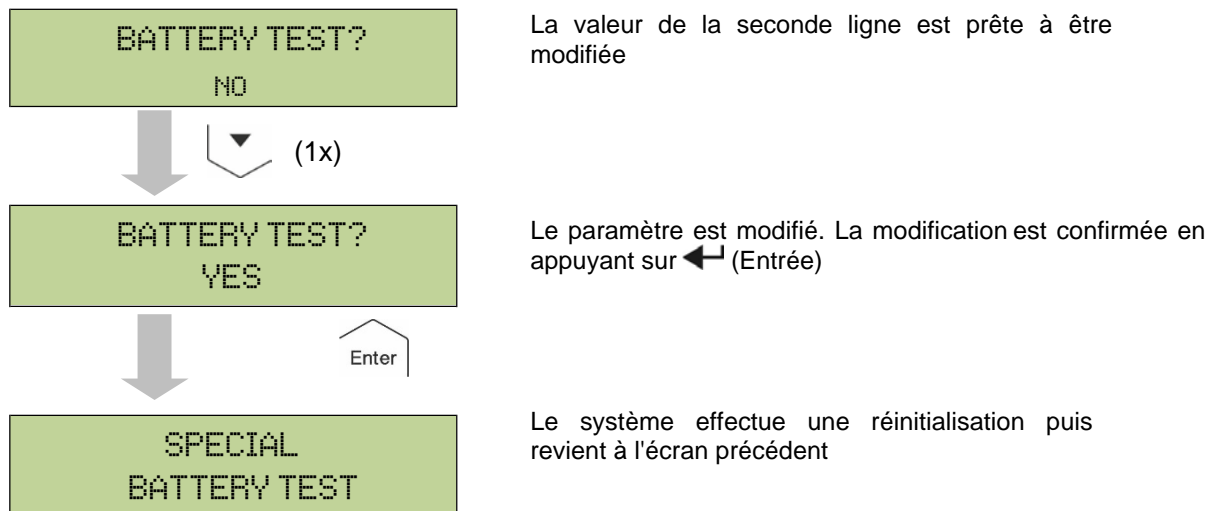 BATTERY TEST?
NO
La valeur de la seconde ligne est prête à être
modifiée
(1x)
BATTERY TEST?
YES
Le paramètre est modifié. La modification est confirmée en
appuyant sur (Entrée)
Enter
SPECIAL
BATTERY TEST
Le système effectue une réinitialisation puis
revient à l'écran précédent